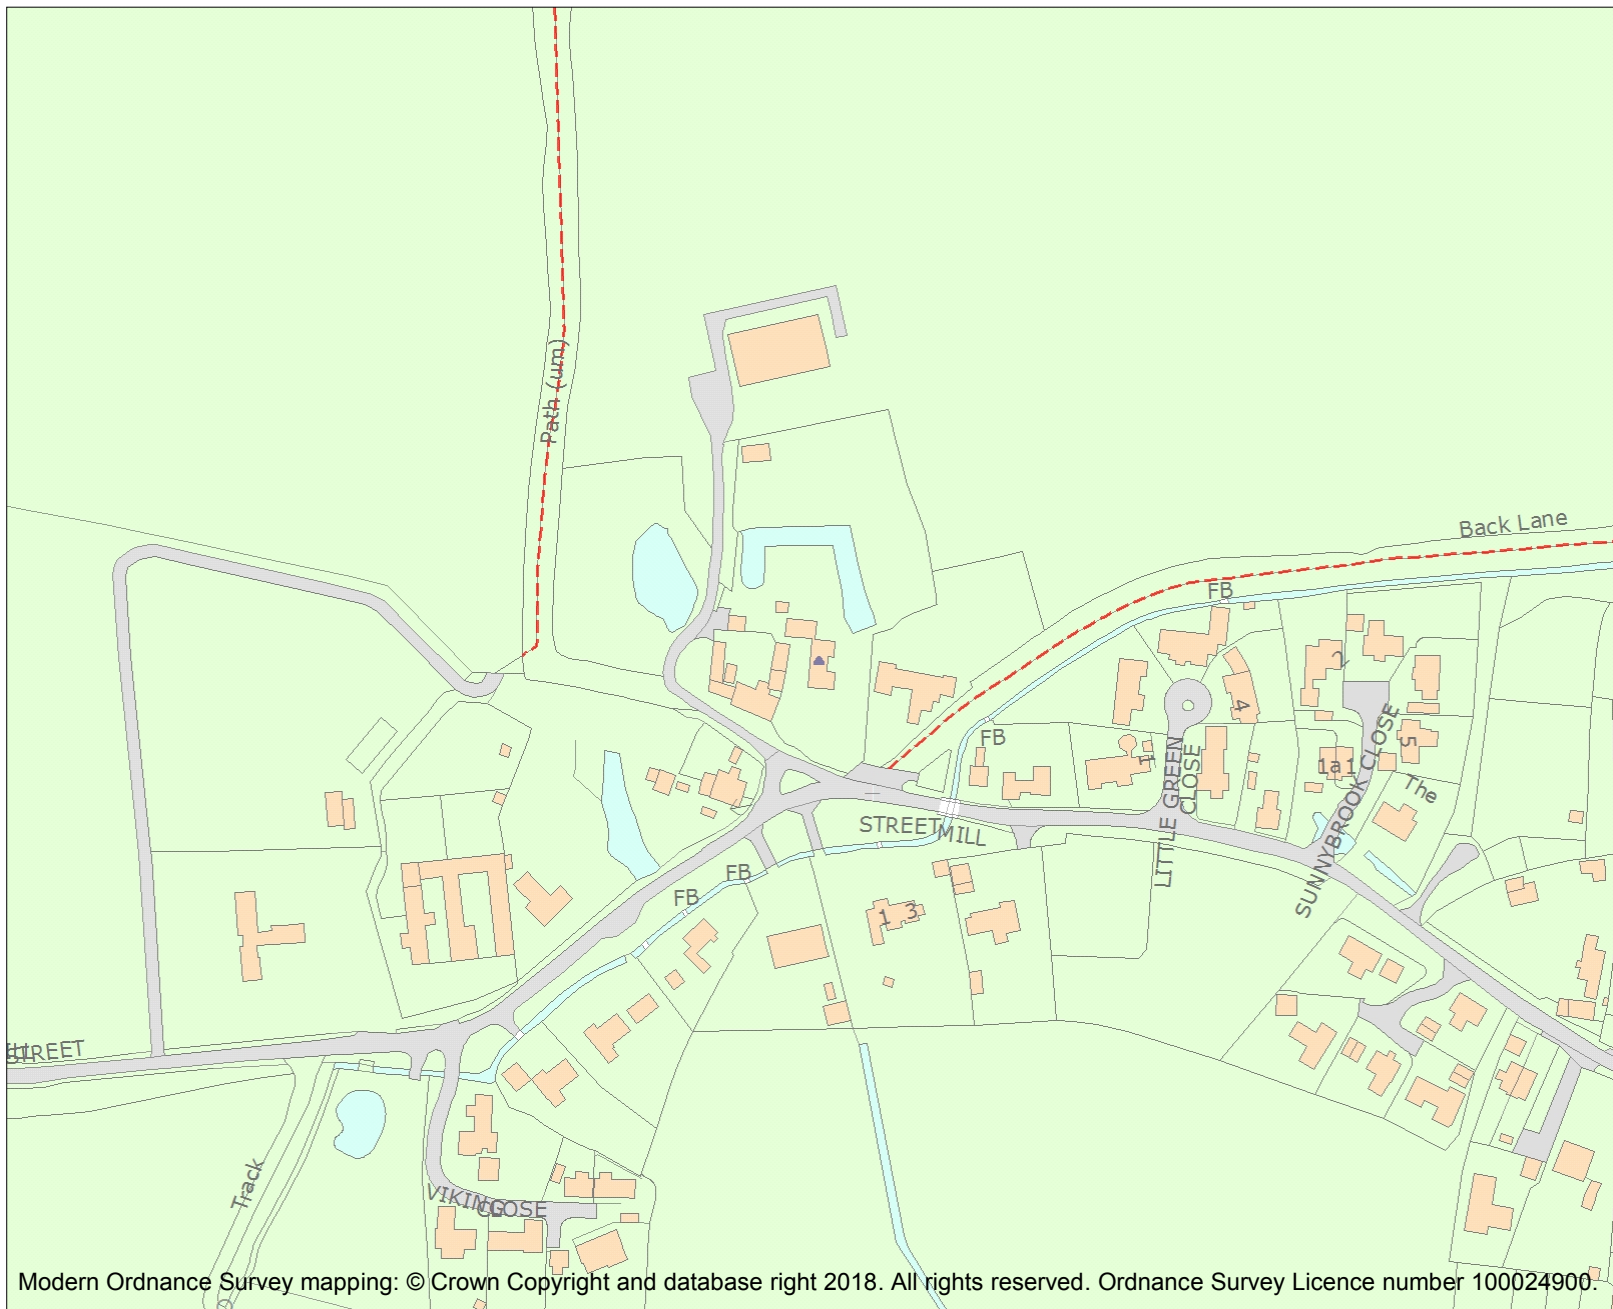 Path (um)
Back Lane
FB
2
4
FB
1
LITTLE GREEN
CLOSE
5
1a1
The
SUNNYBROOK CLOSE
STREET
MILL
FB
FB
1 3
STREET
Track
VIKING
CLOSE
Modern Ordnance Survey mapping: © Crown Copyright and database right 2018. All rights reserved. Ordnance Survey Licence number 100024900.